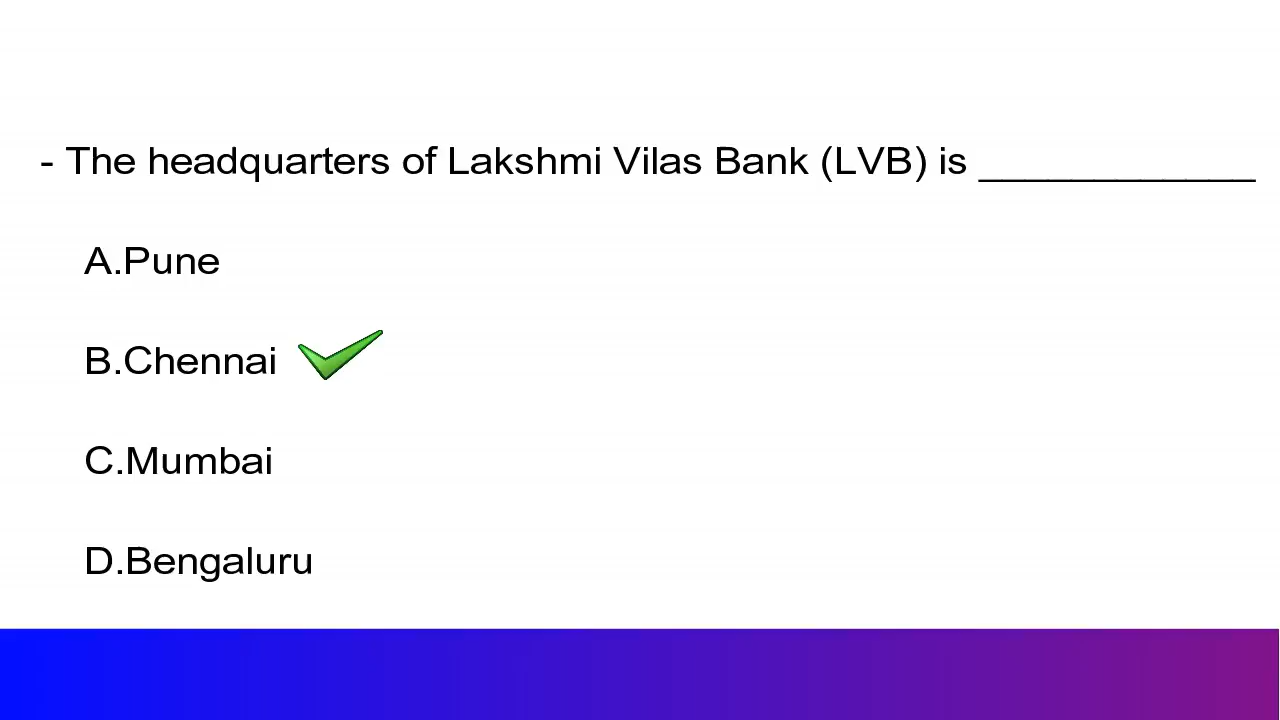 - The headquarters of Lakshmi Vilas Bank (LVB) is ____________
A.Pune
B.Chennai
C.Mumbai
D.Bengaluru